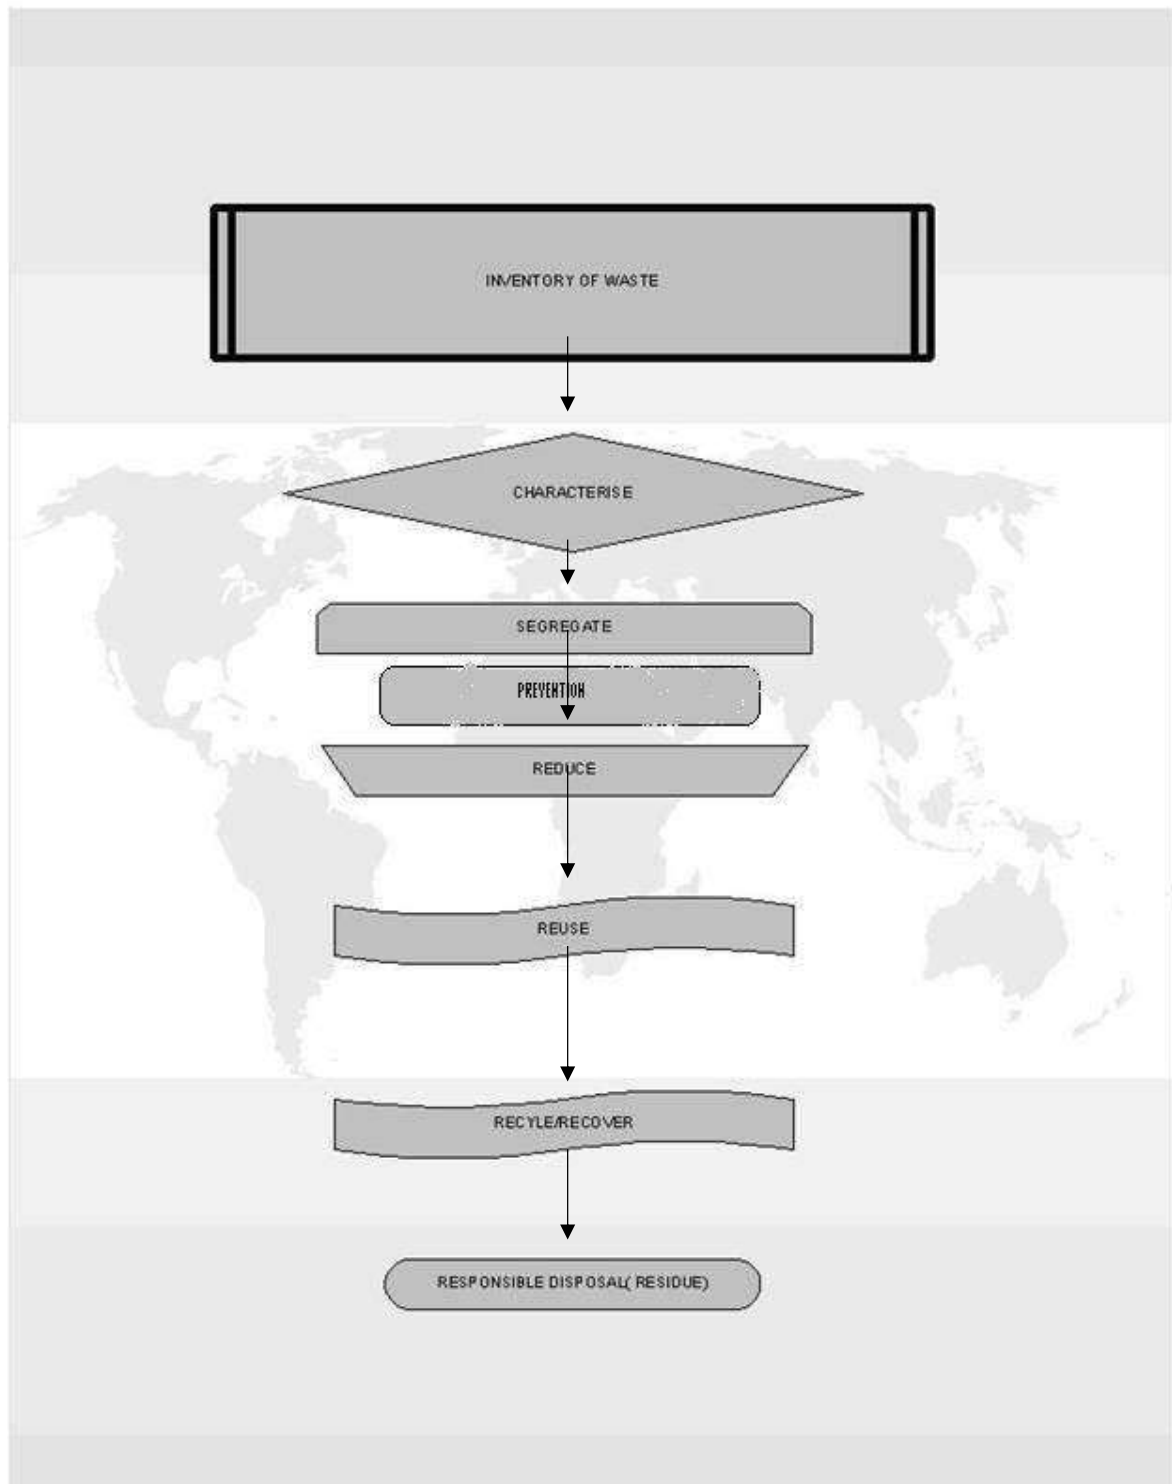 INVENTORY OF WASTE
CHARACTERISE
SEGREGATE
PREVENTION
REDUCE
REUSE
RECYLE/RECOVER
RESPONSIBLE DISPOSAL( RESIDUE)